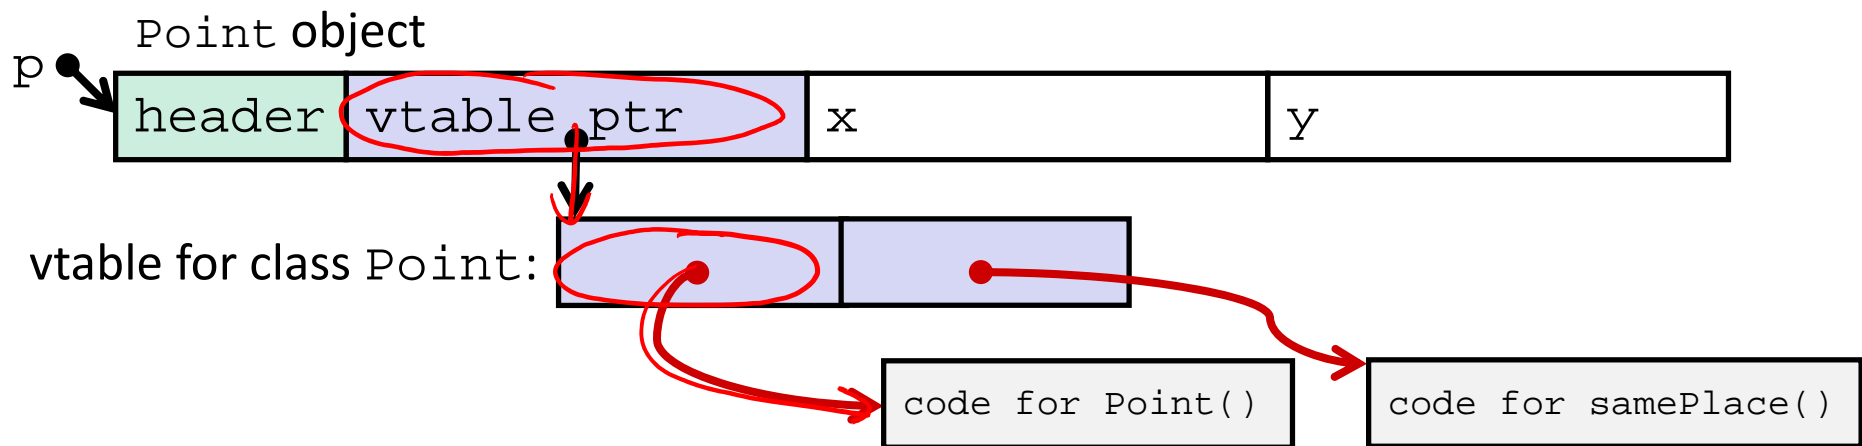 Point object
p
header vtable ptr x y
vtable for class Point:
code for Point() code for samePlace()